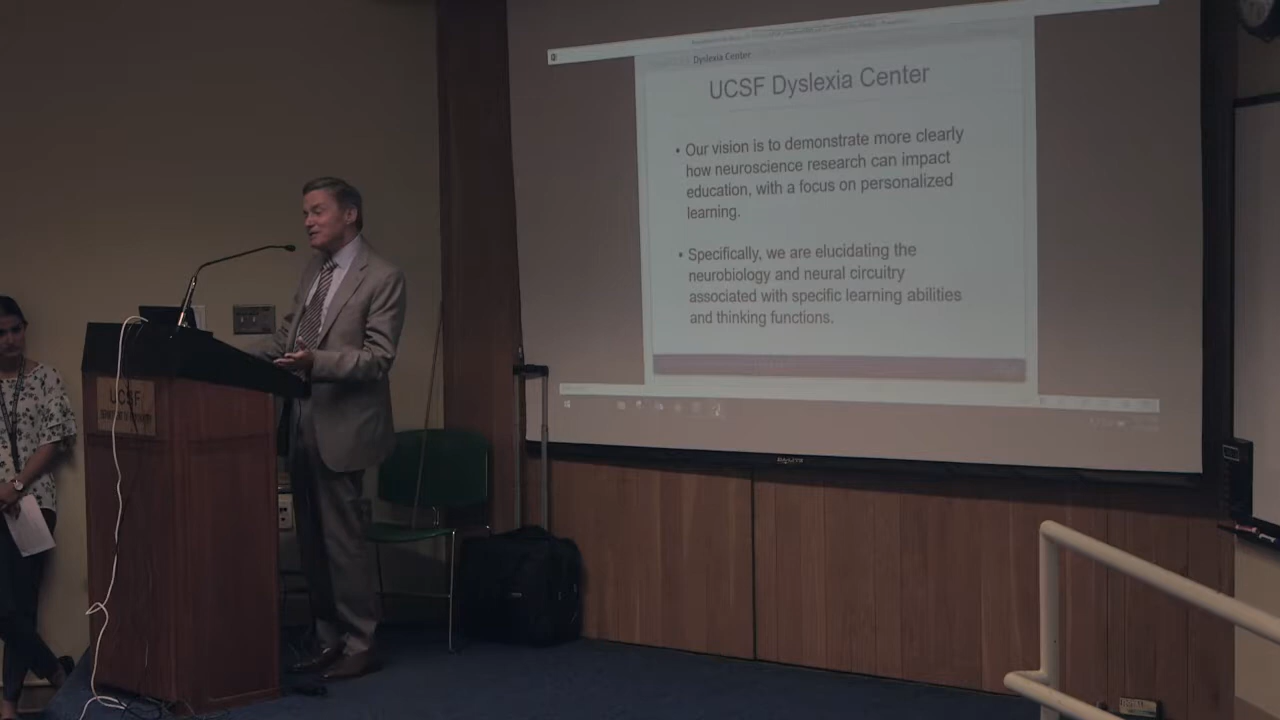 Dyslexia Center
UCSF Dyslexia Center
• Our vision is to demonstrate more clearly
how neuroscience research can impact
education, with a focus on personalized
learning.
• Specifically, we are elucidating the
neurobiology and neural circuitry
associated with specific learning abilities
and thinking functions.
UCSF
DA-LITE